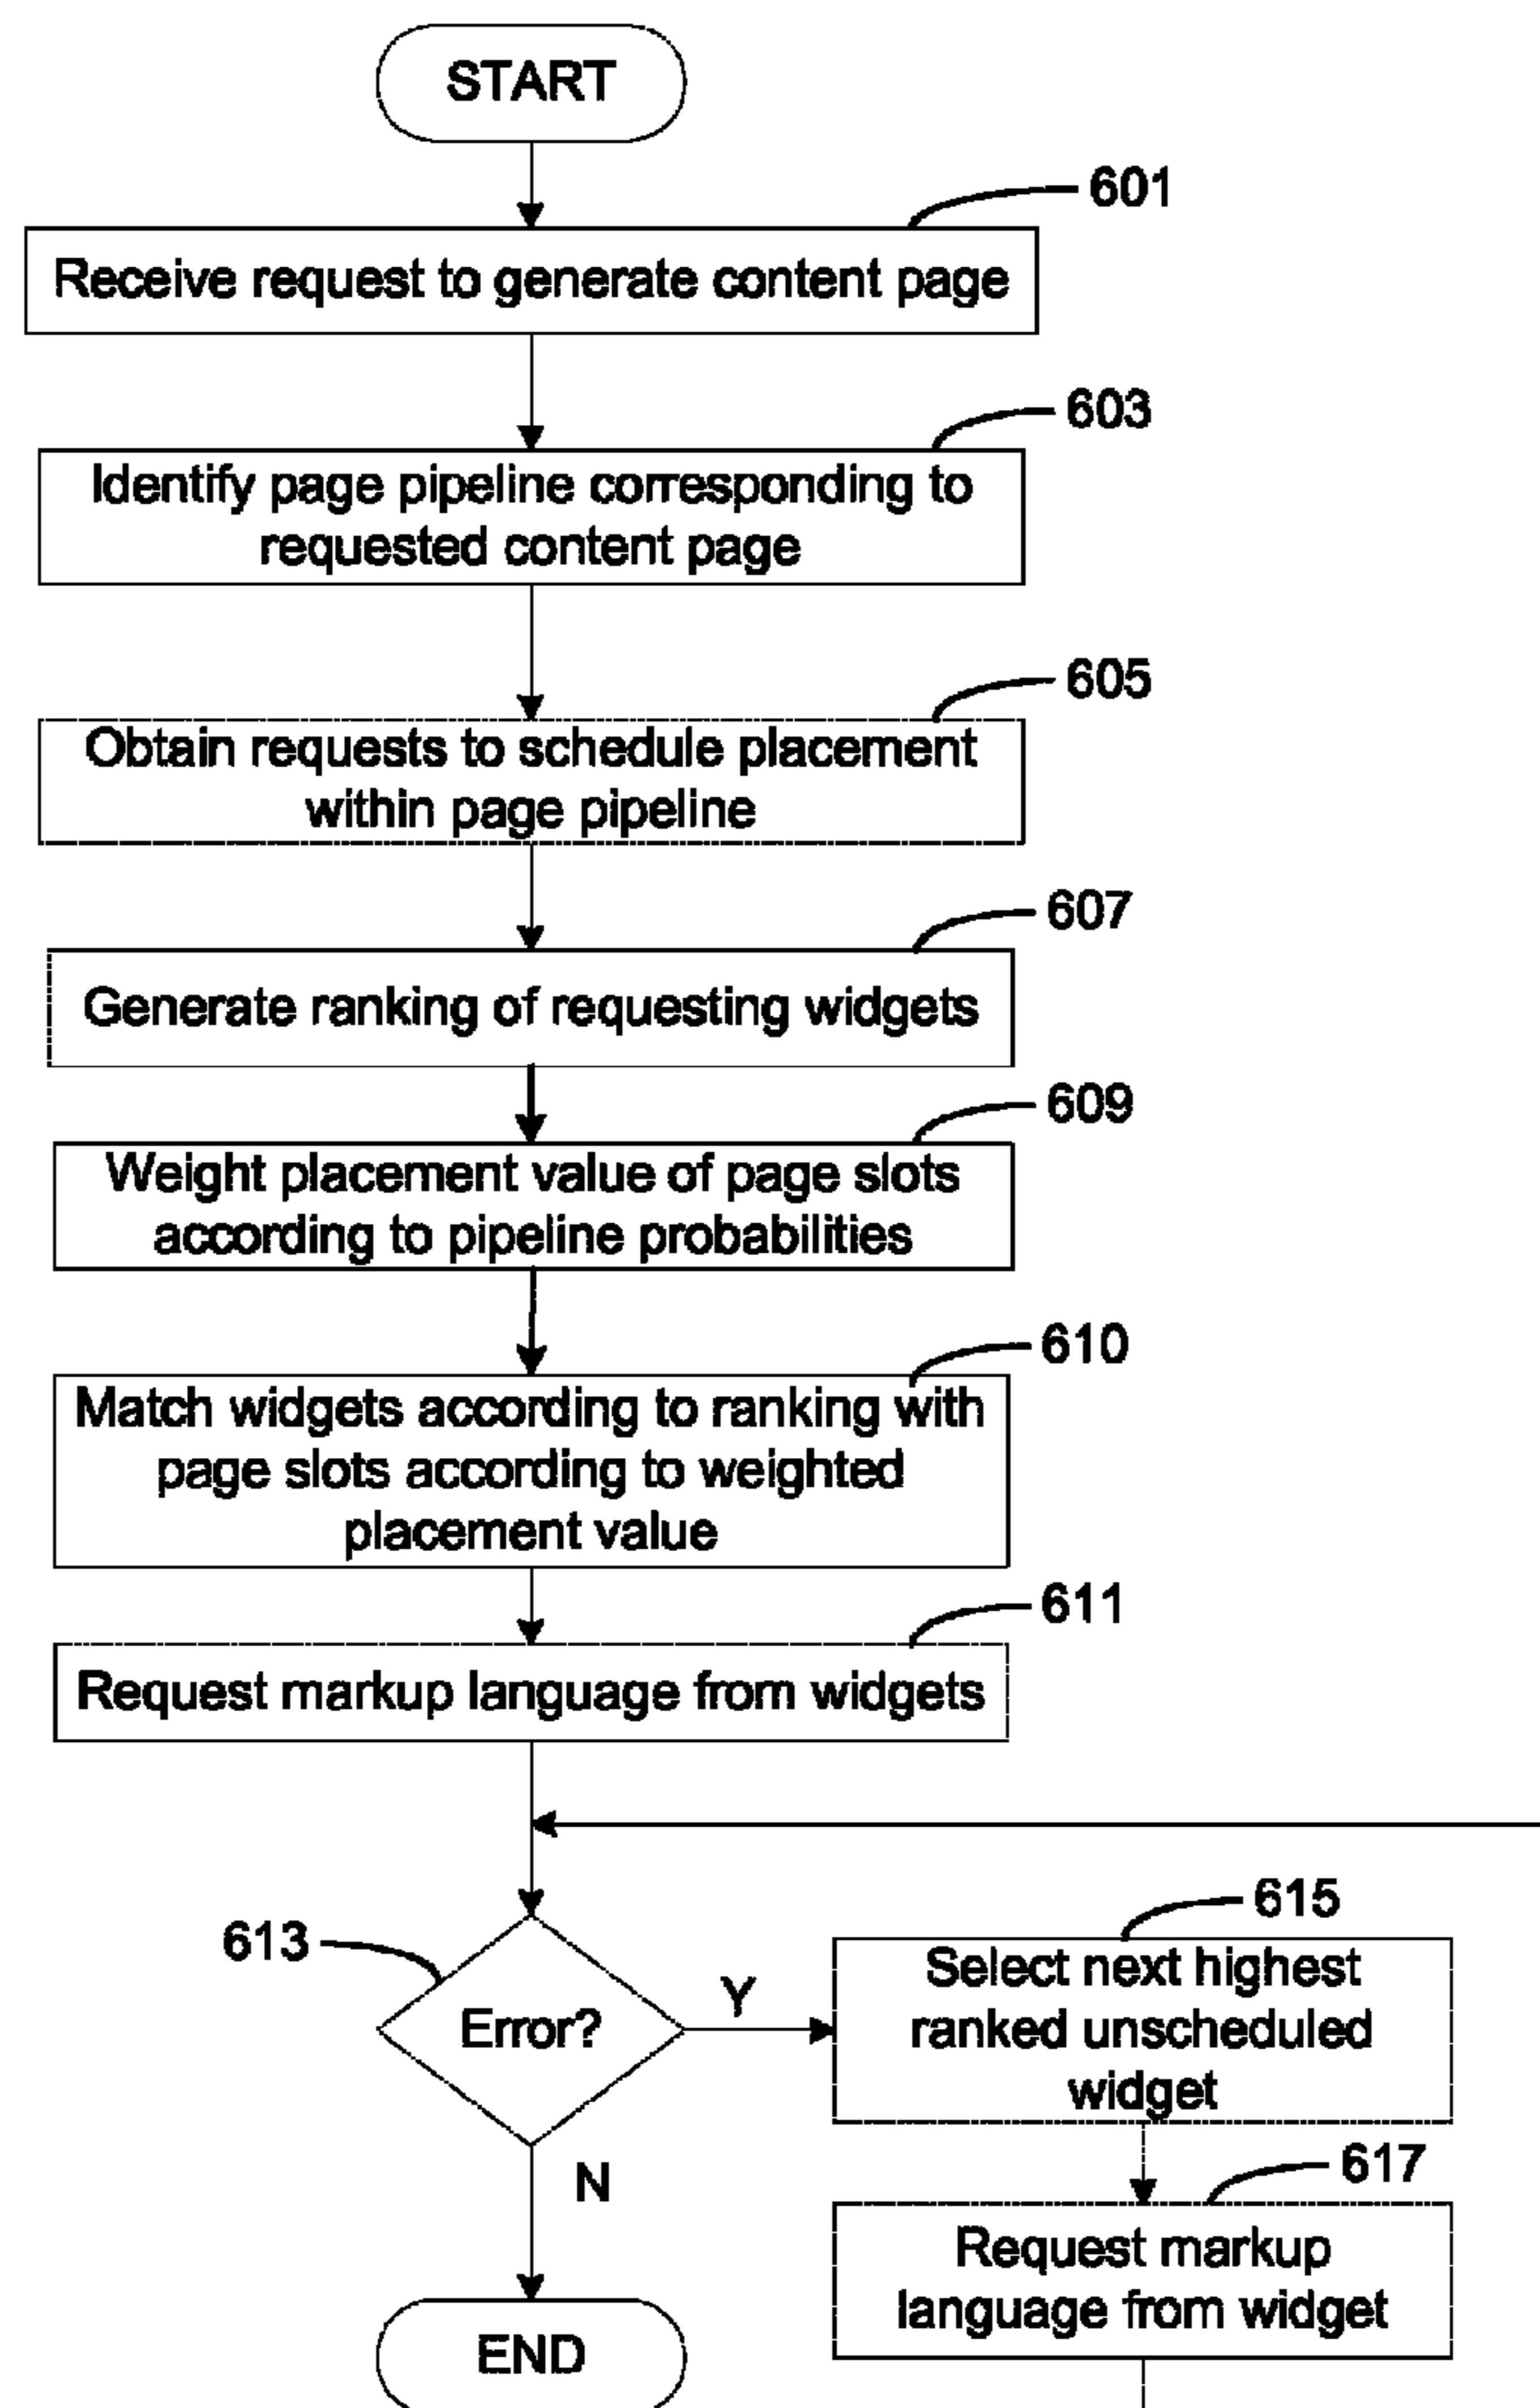 START
601
Receive request to generate content page
603
Identify page pipeline corresponding to
requested content page
605
Obtain requests to schedule placement
within page pipeline
607
Generate ranking of requesting widgets
609
Weight placement value of page slots
according to pipeline probabilities
610
Match widgets according to ranking with
page slots according to weighted
placement value
611
Request markup language from widgets
613
Error?
Y
615
Select next highest
ranked unscheduled
widget
N
617
Request markup
language from widget
END